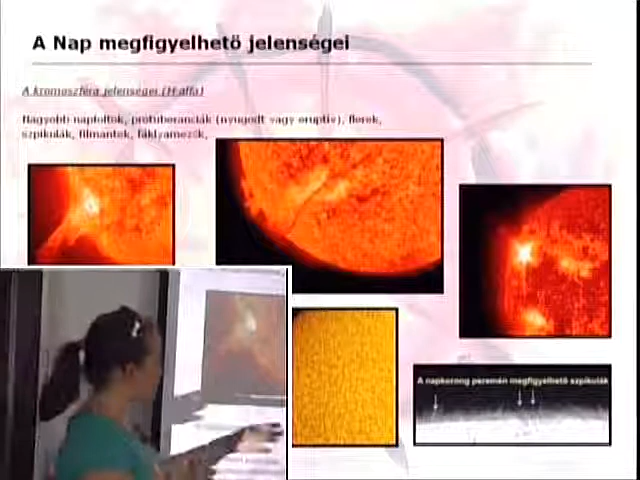 A Nap megfigyelhető jelenségei
A kromoszféra jelenségei (H-alfa)
Nagyobb napfoltok, protuberanciák (nyugodt vagy eruptív), flerek,
szpikulák, filmantek, fáklyamezők,
A napkorong peremén megfigyelhető szpikulák